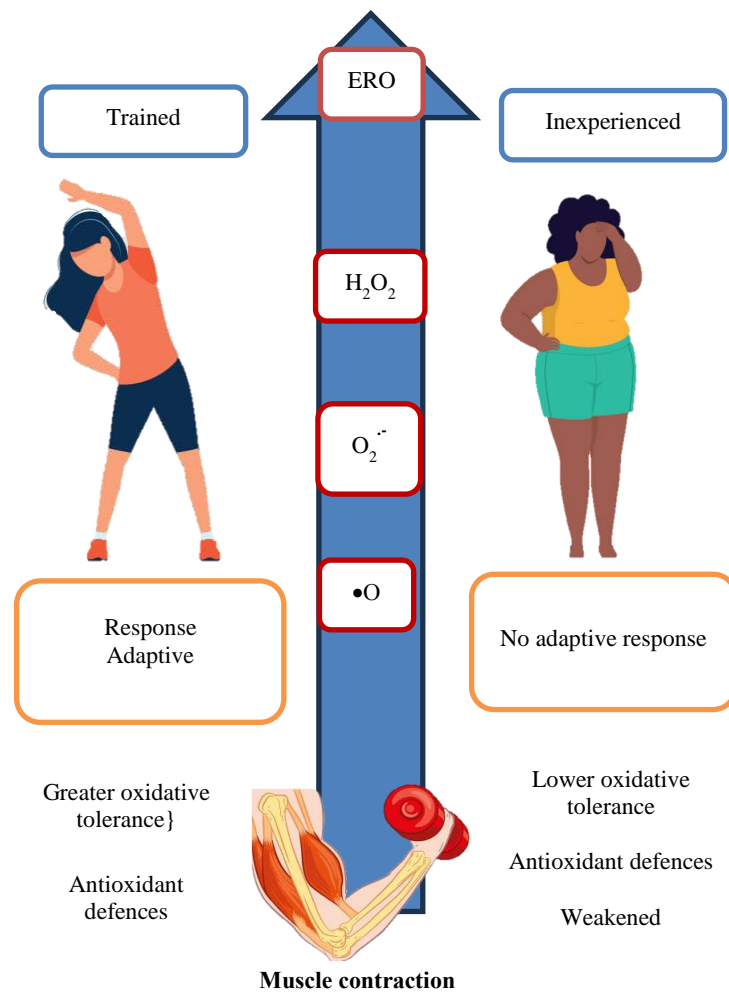 ERO
Trained
Inexperienced
H₂O₂
O₂·-
●O
Response
Adaptive
No adaptive response
Greater oxidative
tolerance}
Antioxidant
defences
Lower oxidative
tolerance
Antioxidant defences
Weakened
Muscle contraction